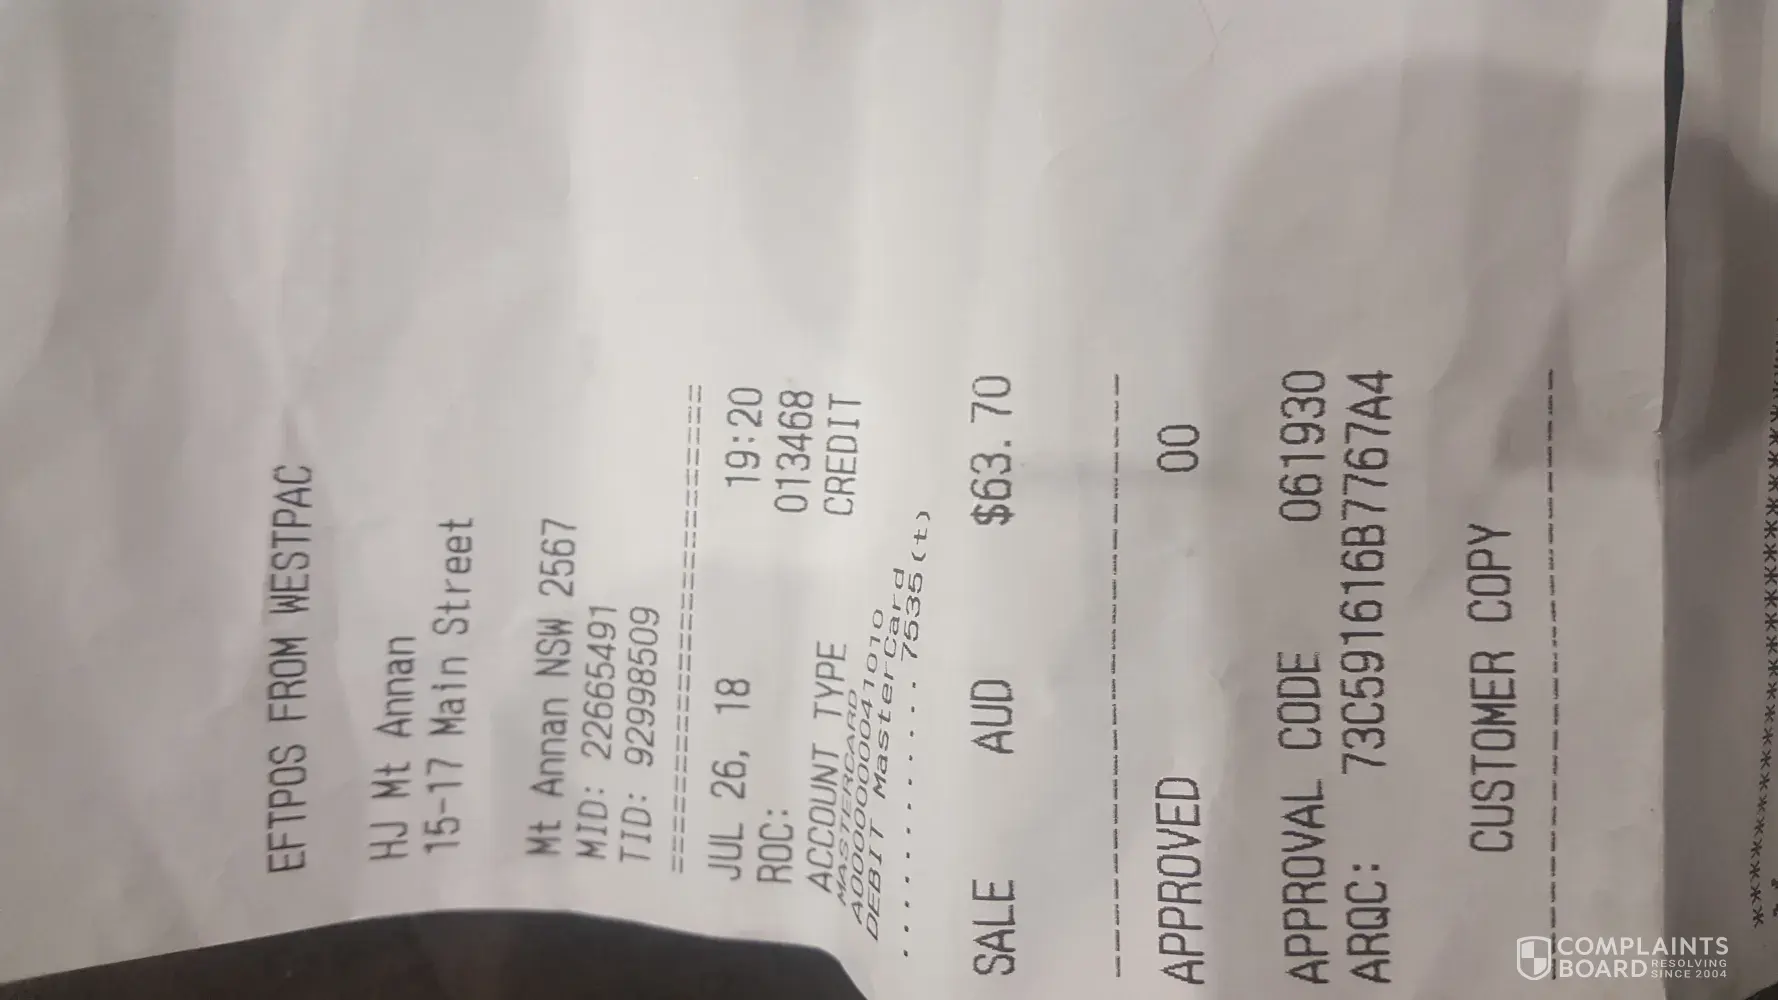 EFTPOS FROM WESTPAC
HJ Mt Annan
15-17 Main Street
Mt Annan NSW 2567
MID: 22665491
TID: 92998509
==============================
JUL 26, 18 19:20
ROC: 013468
ACCOUNT TYPE CREDIT
MASTERCARD
A0000000041010
DEBIT MasterCard
............7535(t)
SALE AUD $63.70
------------------------------
APPROVED 00
APPROVAL CODE 061930
ARQC: 73C591616B7767A4
CUSTOMER COPY
------------------------------
COMPLAINTS
BOARD RESOLVING
SINCE 2004